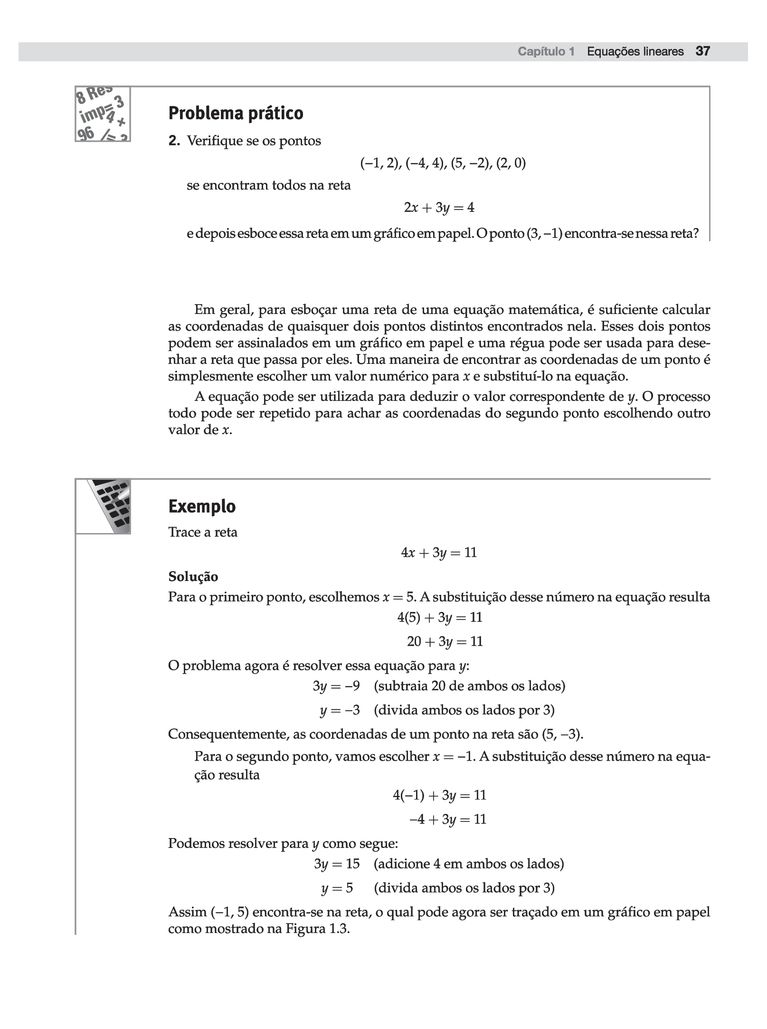 Capítulo 1 Equações lineares 37
8 Res
imp= 3
4 +
96 /= 3
Problema prático
2. Verifique se os pontos
(−1, 2), (−4, 4), (5, −2), (2, 0)
se encontram todos na reta
2x + 3y = 4
e depois esboce essa reta em um gráfico em papel. O ponto (3, −1) encontra-se nessa reta?
Em geral, para esboçar uma reta de uma equação matemática, é suficiente calcular
as coordenadas de quaisquer dois pontos distintos encontrados nela. Esses dois pontos
podem ser assinalados em um gráfico em papel e uma régua pode ser usada para dese-
nhar a reta que passa por eles. Uma maneira de encontrar as coordenadas de um ponto é
simplesmente escolher um valor numérico para x e substituí-lo na equação.
A equação pode ser utilizada para deduzir o valor correspondente de y. O processo
todo pode ser repetido para achar as coordenadas do segundo ponto escolhendo outro
valor de x.
Exemplo
Trace a reta
4x + 3y = 11
Solução
Para o primeiro ponto, escolhemos x = 5. A substituição desse número na equação resulta
4(5) + 3y = 11
20 + 3y = 11
O problema agora é resolver essa equação para y:
3y = −9 (subtraia 20 de ambos os lados)
y = −3 (divida ambos os lados por 3)
Consequentemente, as coordenadas de um ponto na reta são (5, −3).
Para o segundo ponto, vamos escolher x = −1. A substituição desse número na equa-
ção resulta
4(−1) + 3y = 11
−4 + 3y = 11
Podemos resolver para y como segue:
3y = 15 (adicione 4 em ambos os lados)
y = 5 (divida ambos os lados por 3)
Assim (−1, 5) encontra-se na reta, o qual pode agora ser traçado em um gráfico em papel
como mostrado na Figura 1.3.